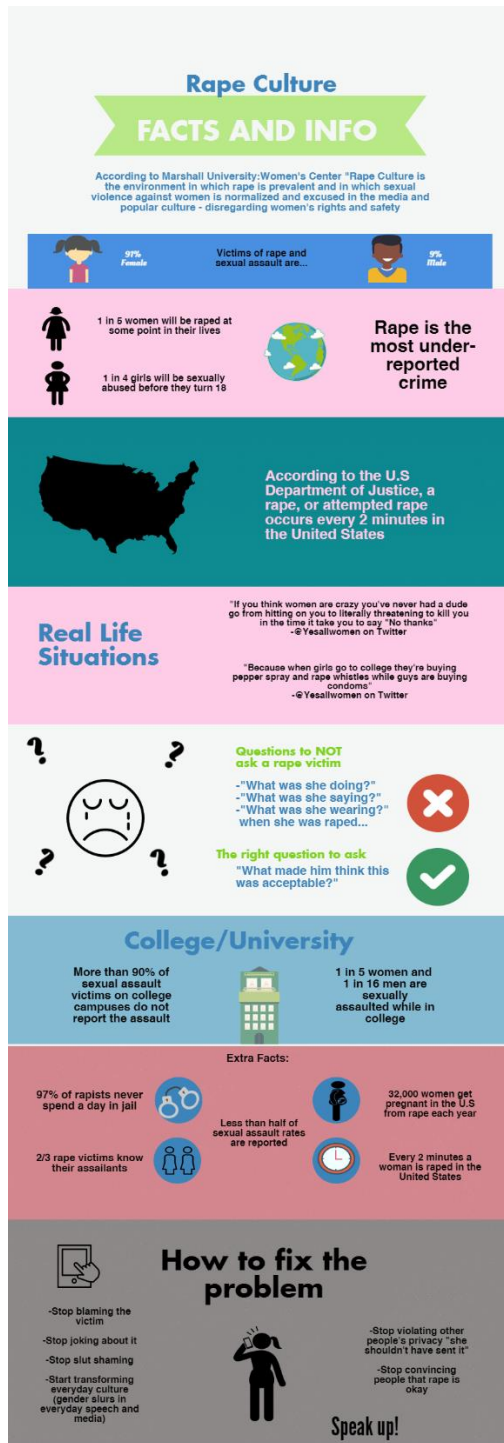 Rape Culture
FACTS AND INFO
According to Marshall University:Women's Center "Rape Culture is
the environment in which rape is prevalent and in which sexual
violence against women is normalized and excused in the media and
popular culture - disregarding women's rights and safety
91%
Female
Victims of rape and
sexual assault are...
9%
Male
1 in 5 women will be raped at
some point in their lives
1 in 4 girls will be sexually
abused before they turn 18
Rape is the
most under-
reported
crime
According to the U.S
Department of Justice, a
rape, or attempted rape
occurs every 2 minutes in
the United States
Real Life
Situations
"If you think women are crazy you've never had a dude
go from hitting on you to literally threatening to kill you
in the time it take you to say "No thanks"
-@Yesallwomen on Twitter
"Because when girls go to college they're buying
pepper spray and rape whistles while guys are buying
condoms"
-@Yesallwomen on Twitter
? ? ? ?
Questions to NOT
ask a rape victim
-"What was she doing?"
-"What was she saying?"
-"What was she wearing?"
when she was raped...
The right question to ask
"What made him think this
was acceptable?"
College/University
More than 90% of
sexual assault
victims on college
campuses do not
report the assault
1 in 5 women and
1 in 16 men are
sexually
assaulted while in
college
Extra Facts:
97% of rapists never
spend a day in jail
2/3 rape victims know
their assailants
Less than half of
sexual assault rates
are reported
32,000 women get
pregnant in the U.S
from rape each year
Every 2 minutes a
woman is raped in the
United States
How to fix the
problem
-Stop blaming the
victim
-Stop joking about it
-Stop slut shaming
-Start transforming
everyday culture
(gender slurs in
everyday speech and
media)
-Stop violating other
people's privacy "she
shouldn't have sent it"
-Stop convincing
people that rape is
okay
Speak up!